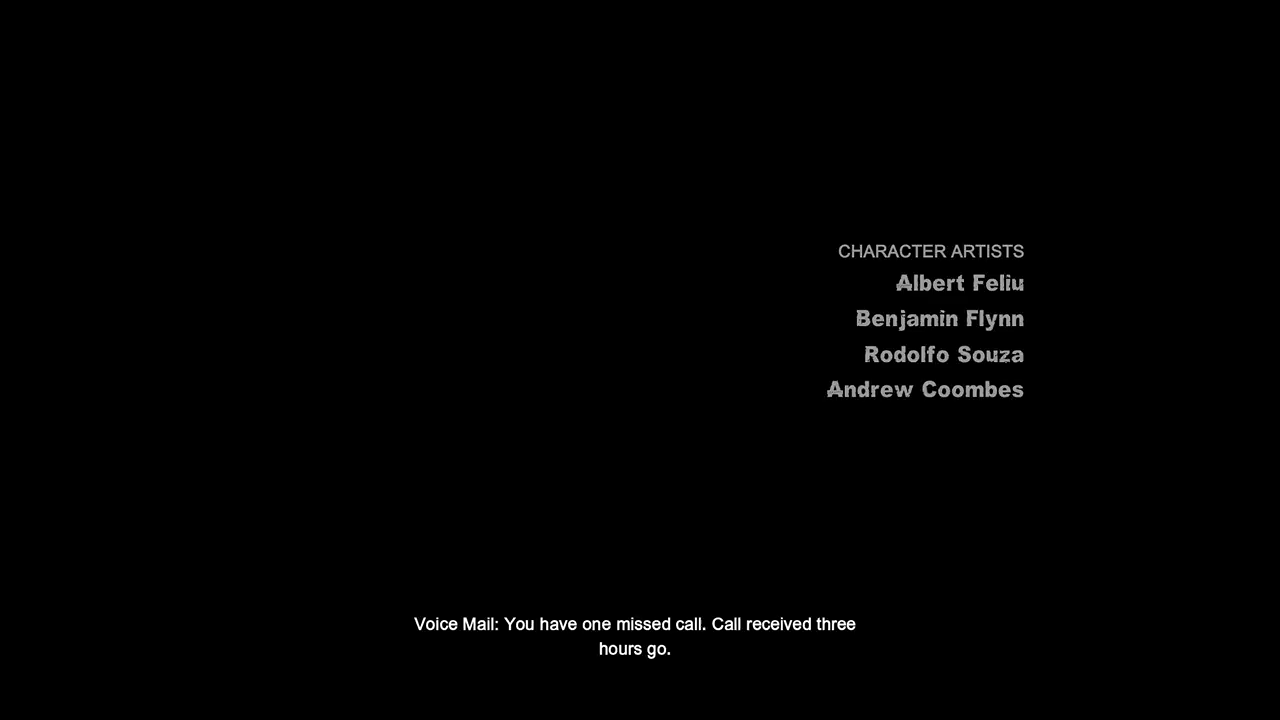 CHARACTER ARTISTS
Albert Feliu
Benjamin Flynn
Rodolfo Souza
Andrew Coombes
Voice Mail: You have one missed call. Call received three
hours go.